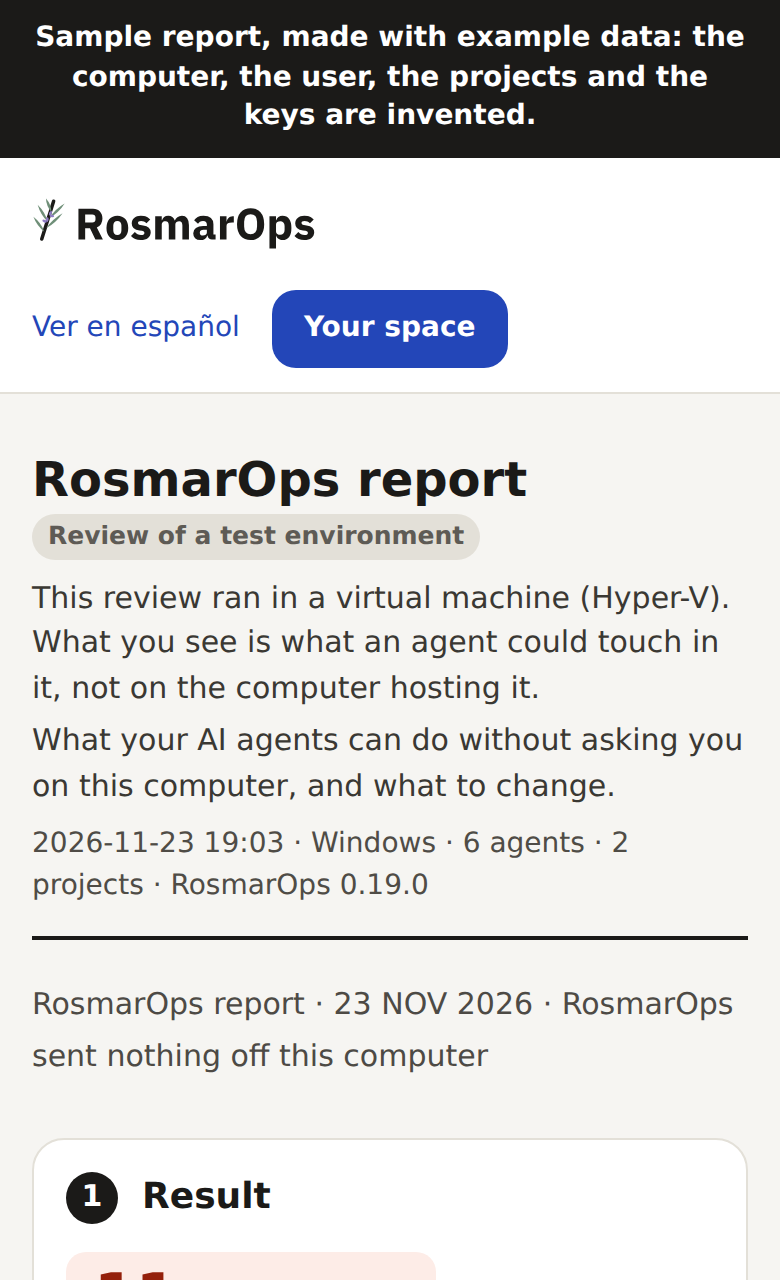 Sample report, made with example data: the
computer, the user, the projects and the
keys are invented.
RosmarOps
Ver en español
Your space
RosmarOps report
Review of a test environment
This review ran in a virtual machine (Hyper-V).
What you see is what an agent could touch in
it, not on the computer hosting it.
What your AI agents can do without asking you
on this computer, and what to change.
2026-11-23 19:03 · Windows · 6 agents · 2
projects · RosmarOps 0.19.0
RosmarOps report · 23 NOV 2026 · RosmarOps
sent nothing off this computer
1 Result